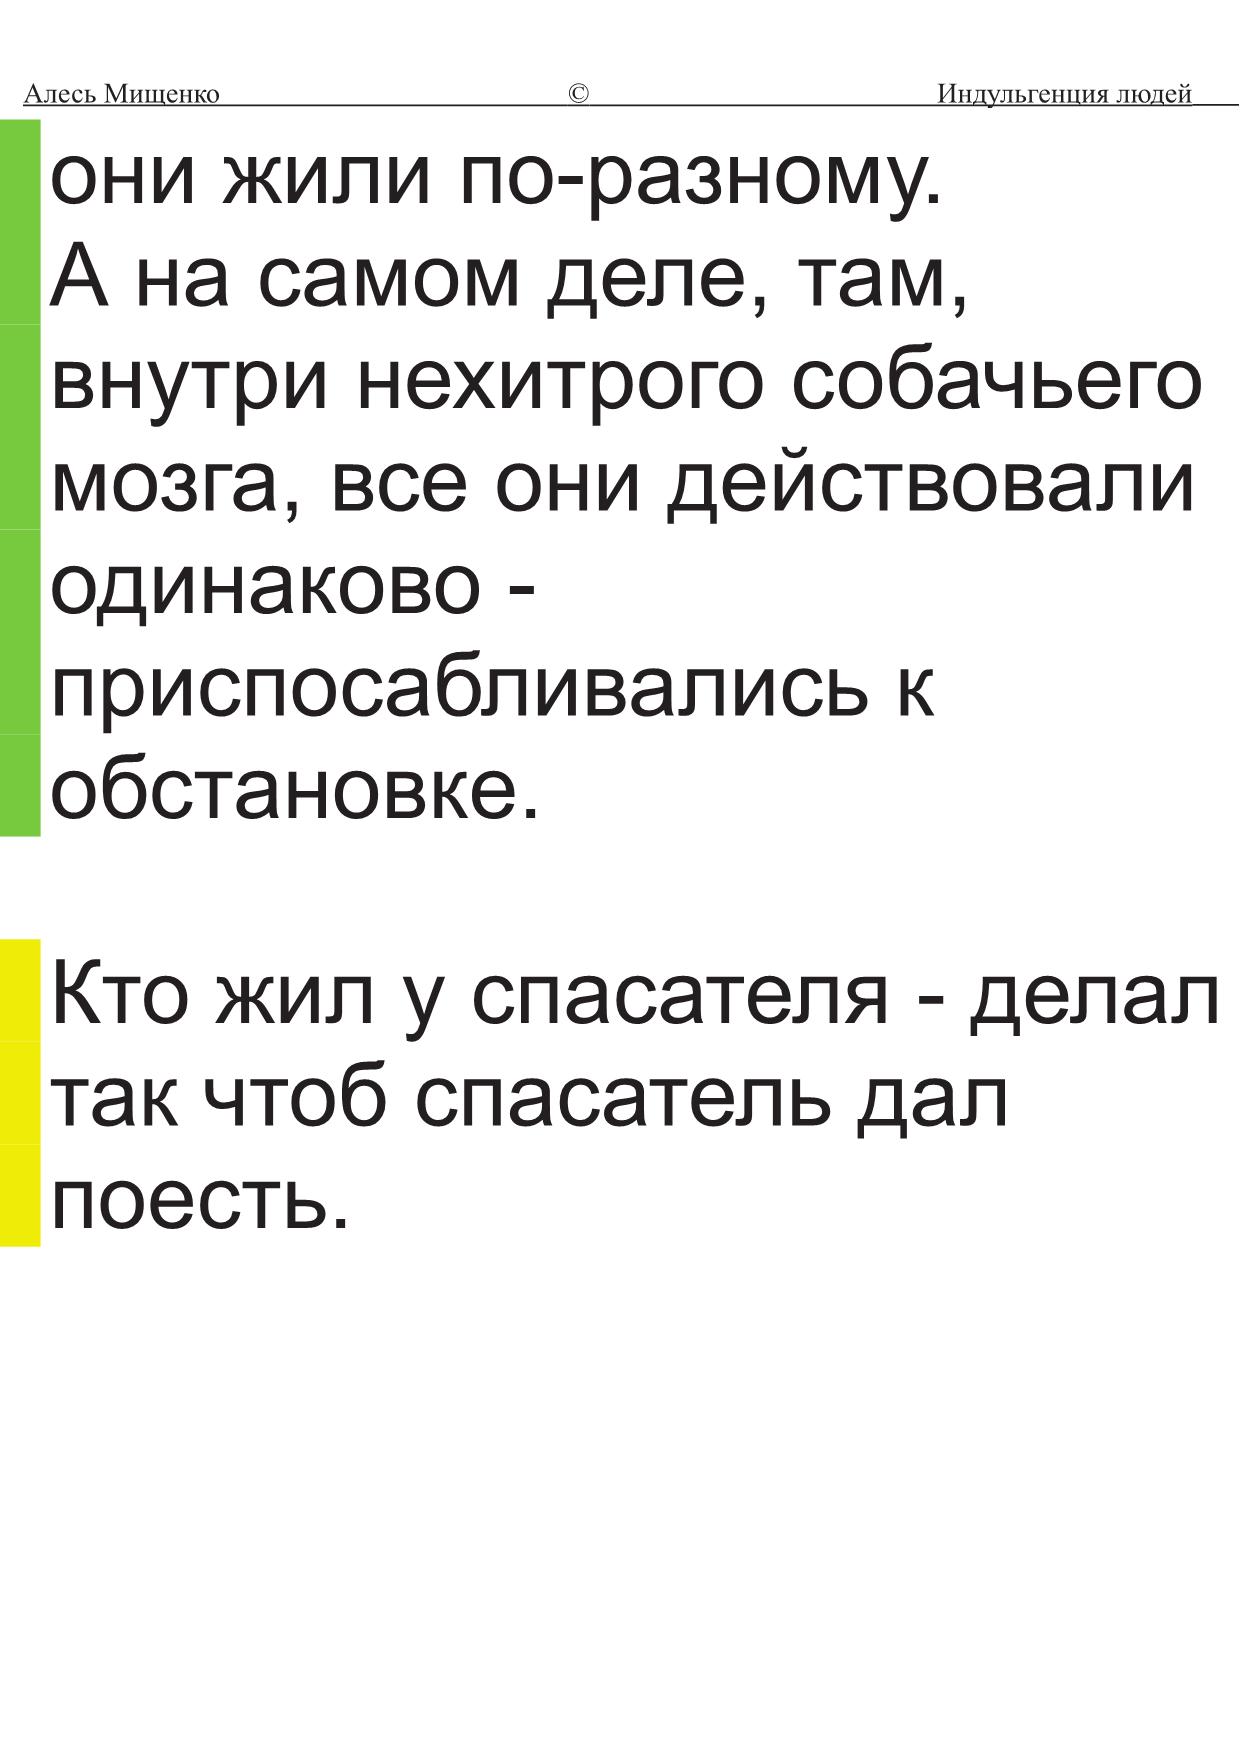 Алесь Мищенко © Индульгенция людей
они жили по-разному.
А на самом деле, там,
внутри нехитрого собачьего
мозга, все они действовали
одинаково -
приспосабливались к
обстановке.
Кто жил у спасателя - делал
так чтоб спасатель дал
поесть.